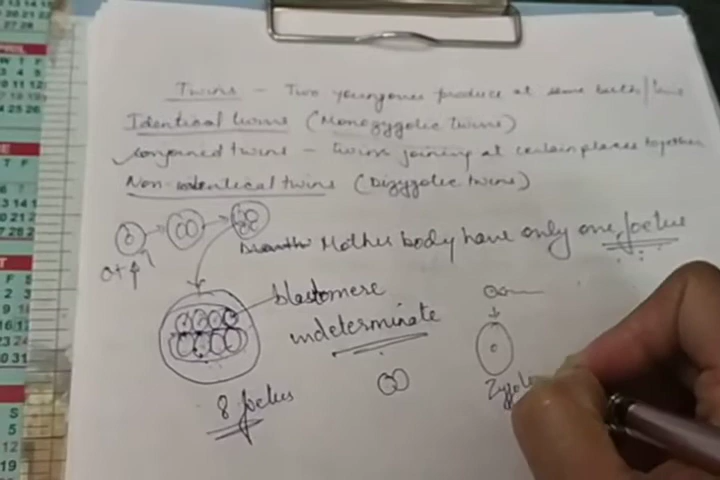 Twins - Two youngones produce at same birth/time
Identical twins (Monozygotic twins)
Conjoined twins - twins joining at certain places together
Non-identical twins (Dizygotic twins)
Mother body have only one foetus
blastomere
indeterminate
8 foetus